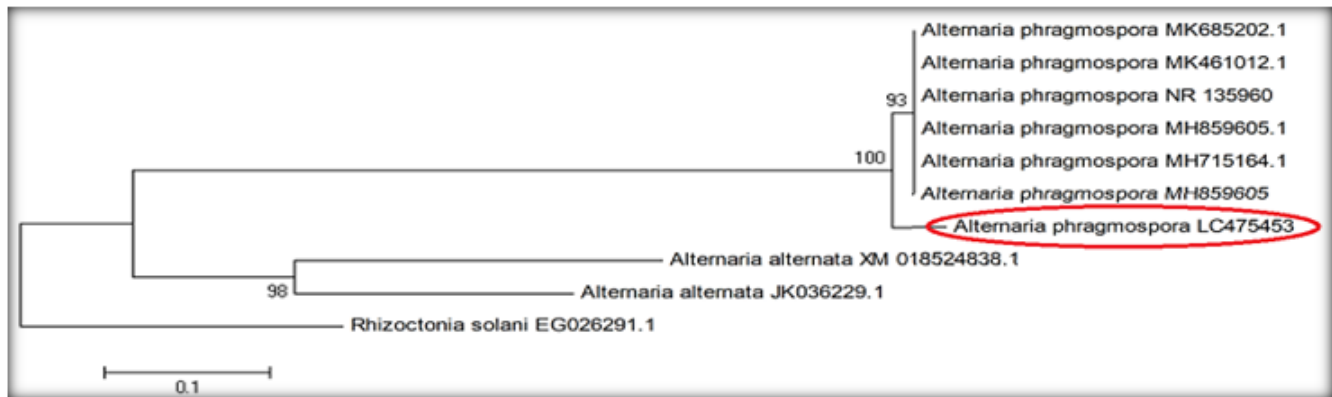 Alternaria phragmospora MK685202.1
Alternaria phragmospora MK461012.1
93
Alternaria phragmospora NR 135960
Alternaria phragmospora MH859605.1
100
Alternaria phragmospora MH715164.1
Alternaria phragmospora MH859605
Alternaria phragmospora LC475453
Alternaria alternata XM 018524838.1
98
Alternaria alternata JK036229.1
Rhizoctonia solani EG026291.1
0.1